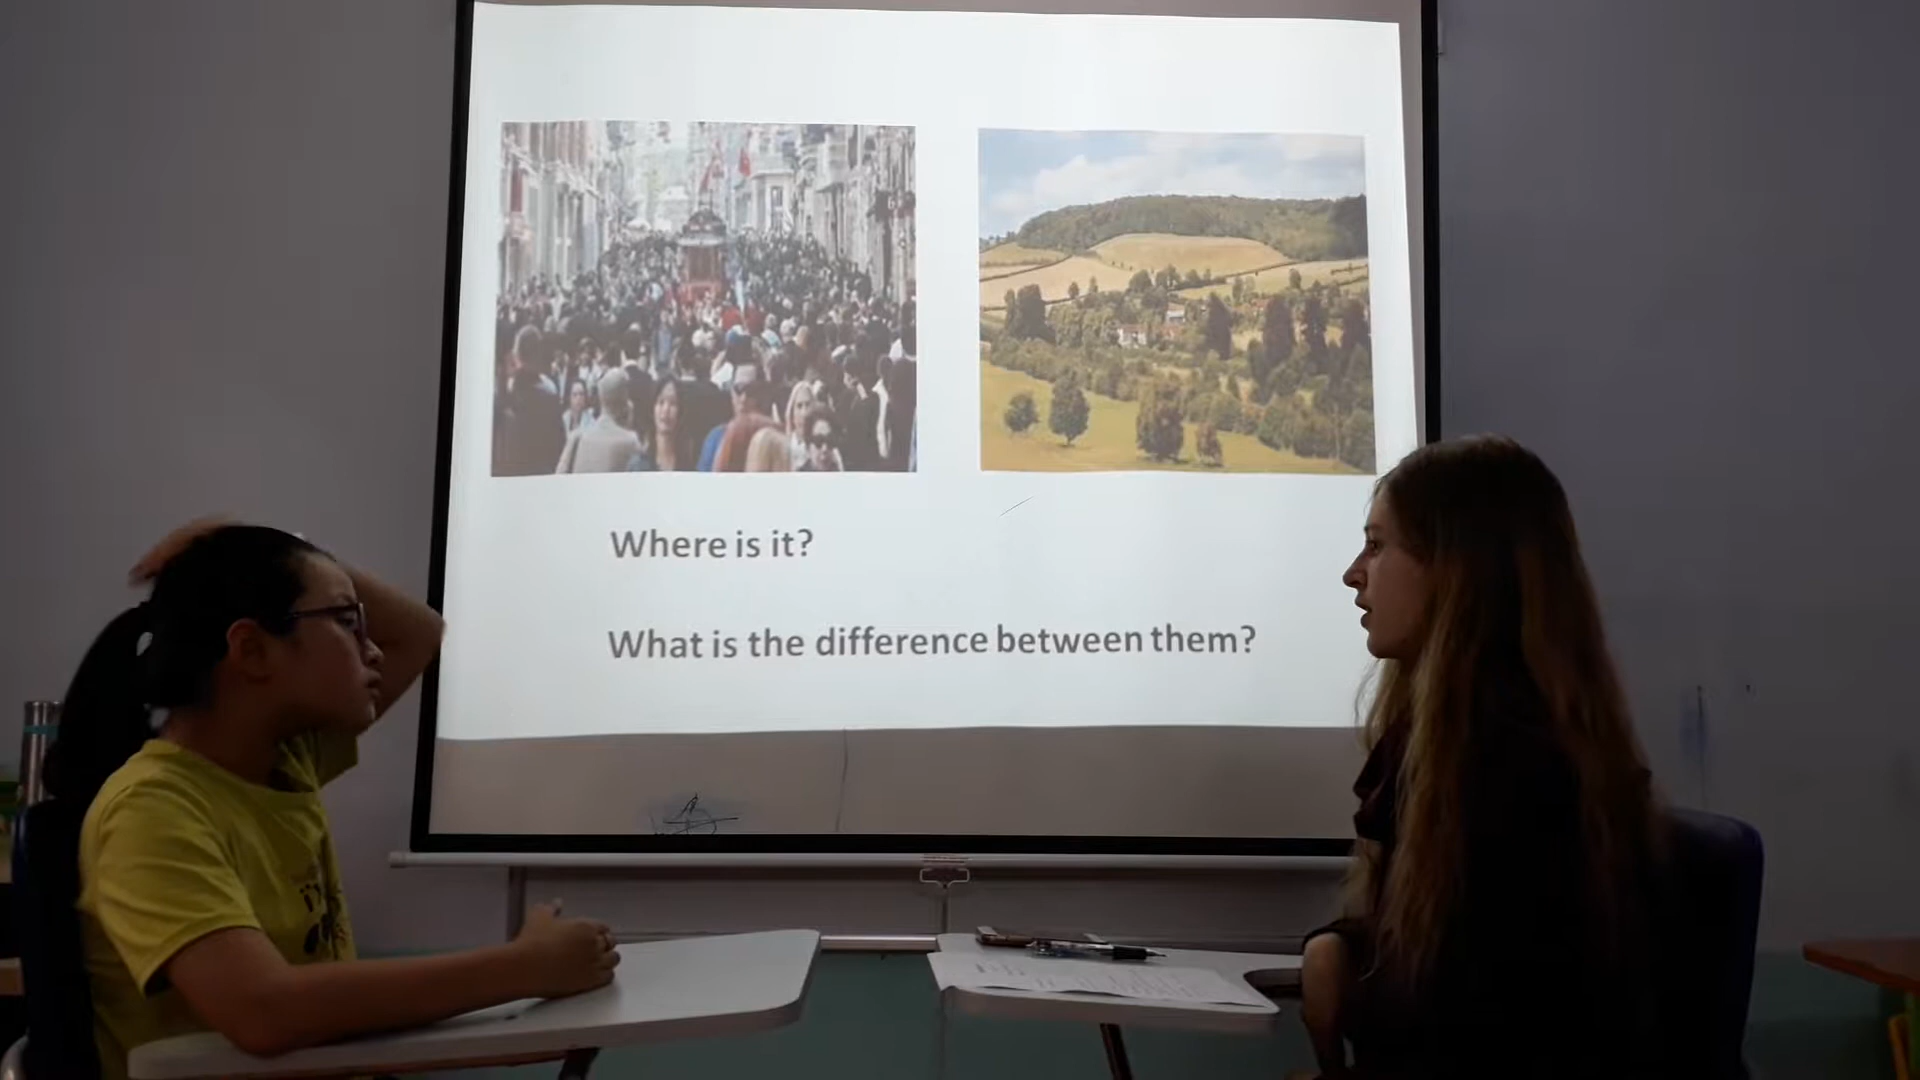 Where is it?
What is the difference between them?